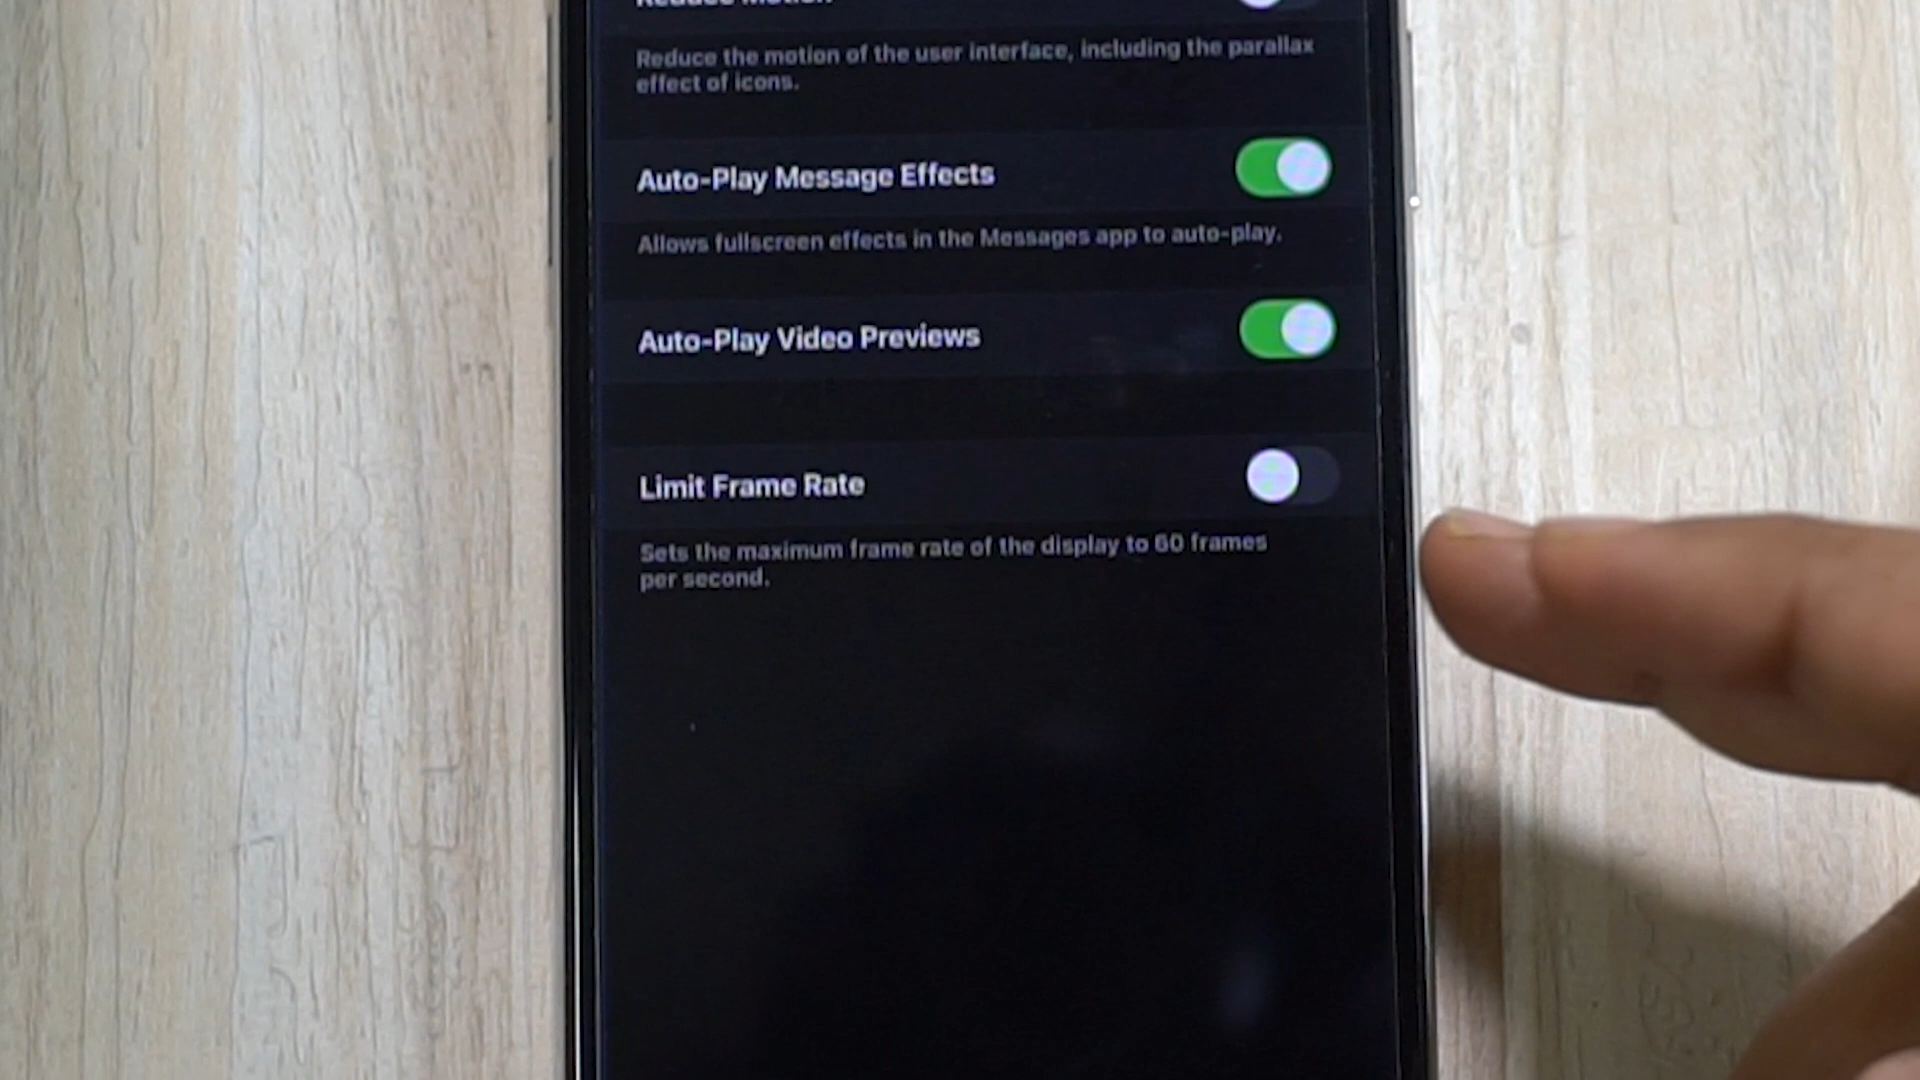 Reduce Motion
Reduce the motion of the user interface, including the parallax
effect of icons.
Auto-Play Message Effects
Allows fullscreen effects in the Messages app to auto-play.
Auto-Play Video Previews
Limit Frame Rate
Sets the maximum frame rate of the display to 60 frames
per second.